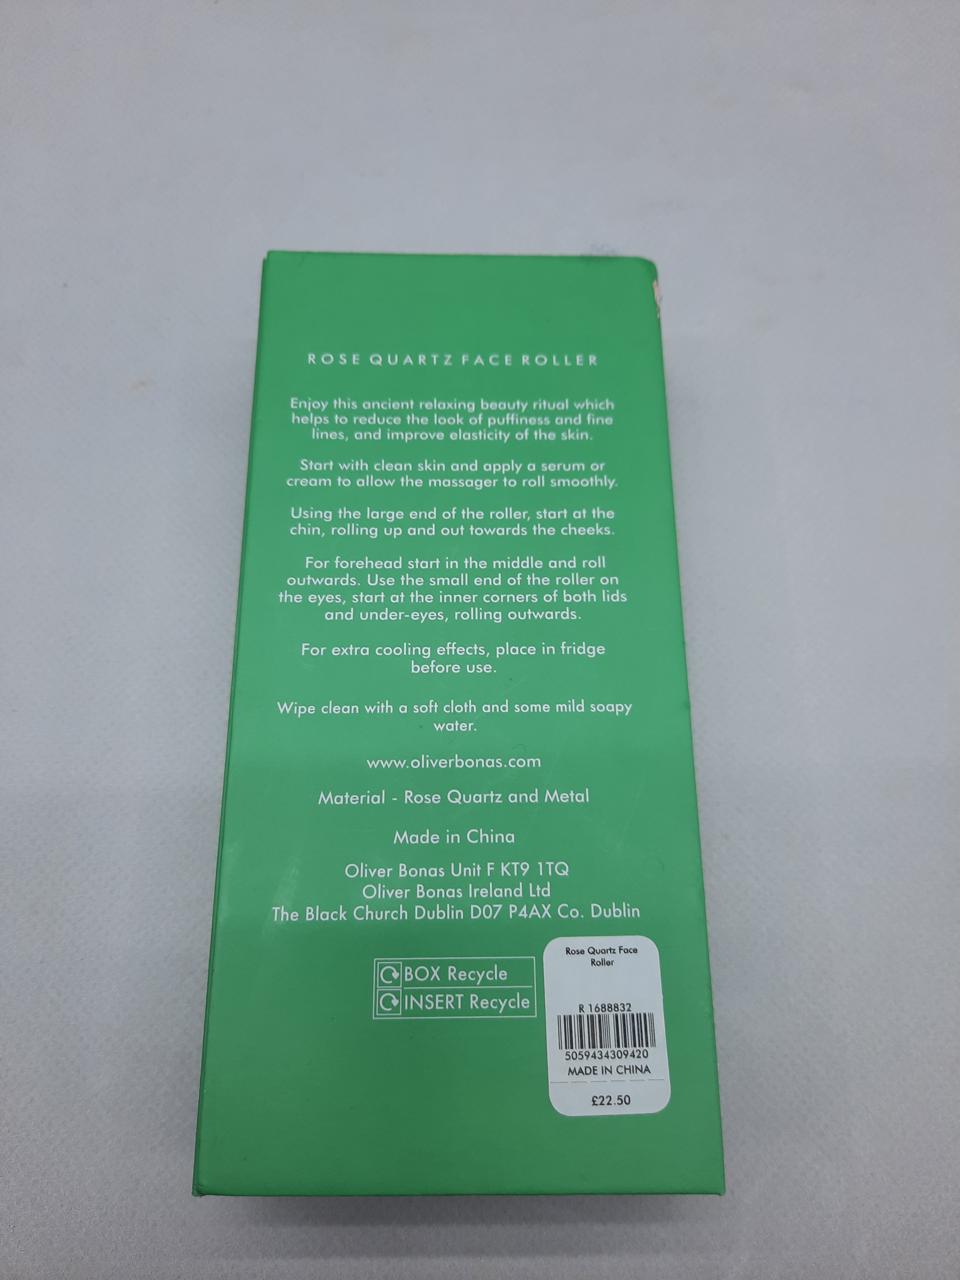 ROSE QUARTZ FACE ROLLER
Enjoy this ancient relaxing beauty ritual which
helps to reduce the look of puffiness and fine
lines, and improve elasticity of the skin.
Start with clean skin and apply a serum or
cream to allow the massager to roll smoothly.
Using the large end of the roller, start at the
chin, rolling up and out towards the cheeks.
For forehead start in the middle and roll
outwards. Use the small end of the roller on
the eyes, start at the inner corners of both lids
and under-eyes, rolling outwards.
For extra cooling effects, place in fridge
before use.
Wipe clean with a soft cloth and some mild soapy
water.
www.oliverbonas.com
Material - Rose Quartz and Metal
Made in China
Oliver Bonas Unit F KT9 1TQ
Oliver Bonas Ireland Ltd
The Black Church Dublin D07 P4AX Co. Dublin
BOX Recycle
INSERT Recycle
Rose Quartz Face
Roller
R 1688832
5059434309420
MADE IN CHINA
£22.50